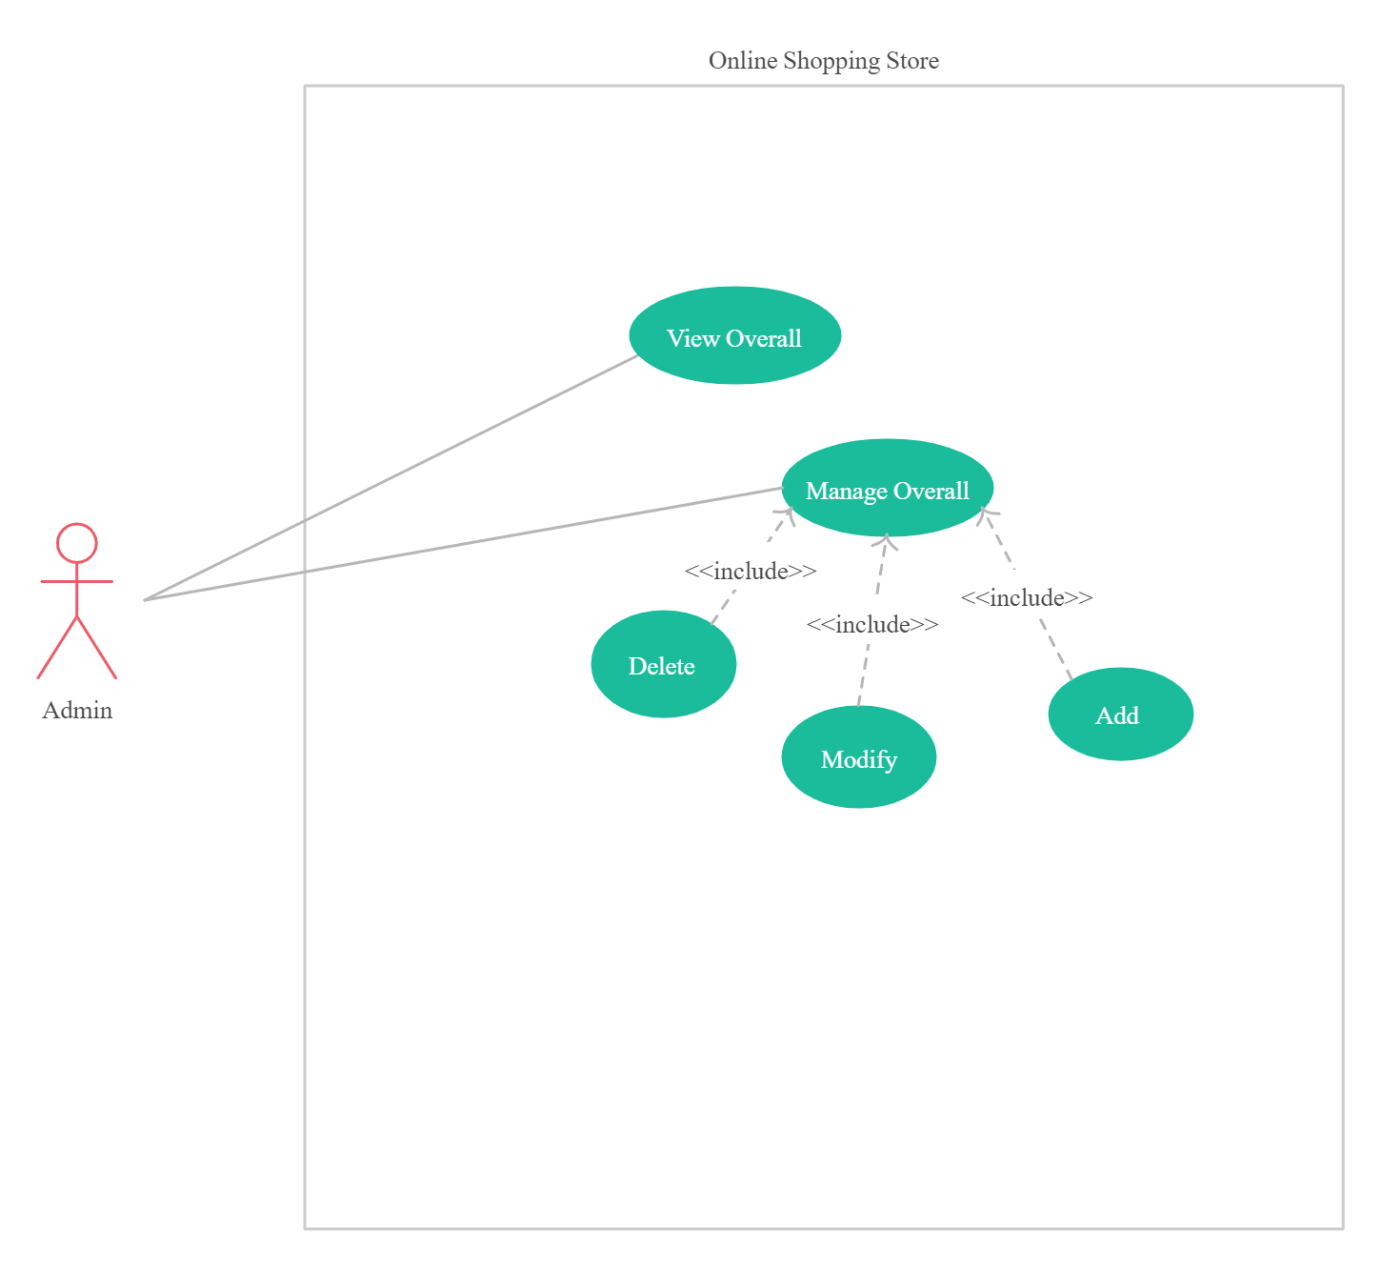 Online Shopping Store
View Overall
Manage Overall
<<include>>
<<include>>
<<include>>
Delete
Modify
Add
Admin